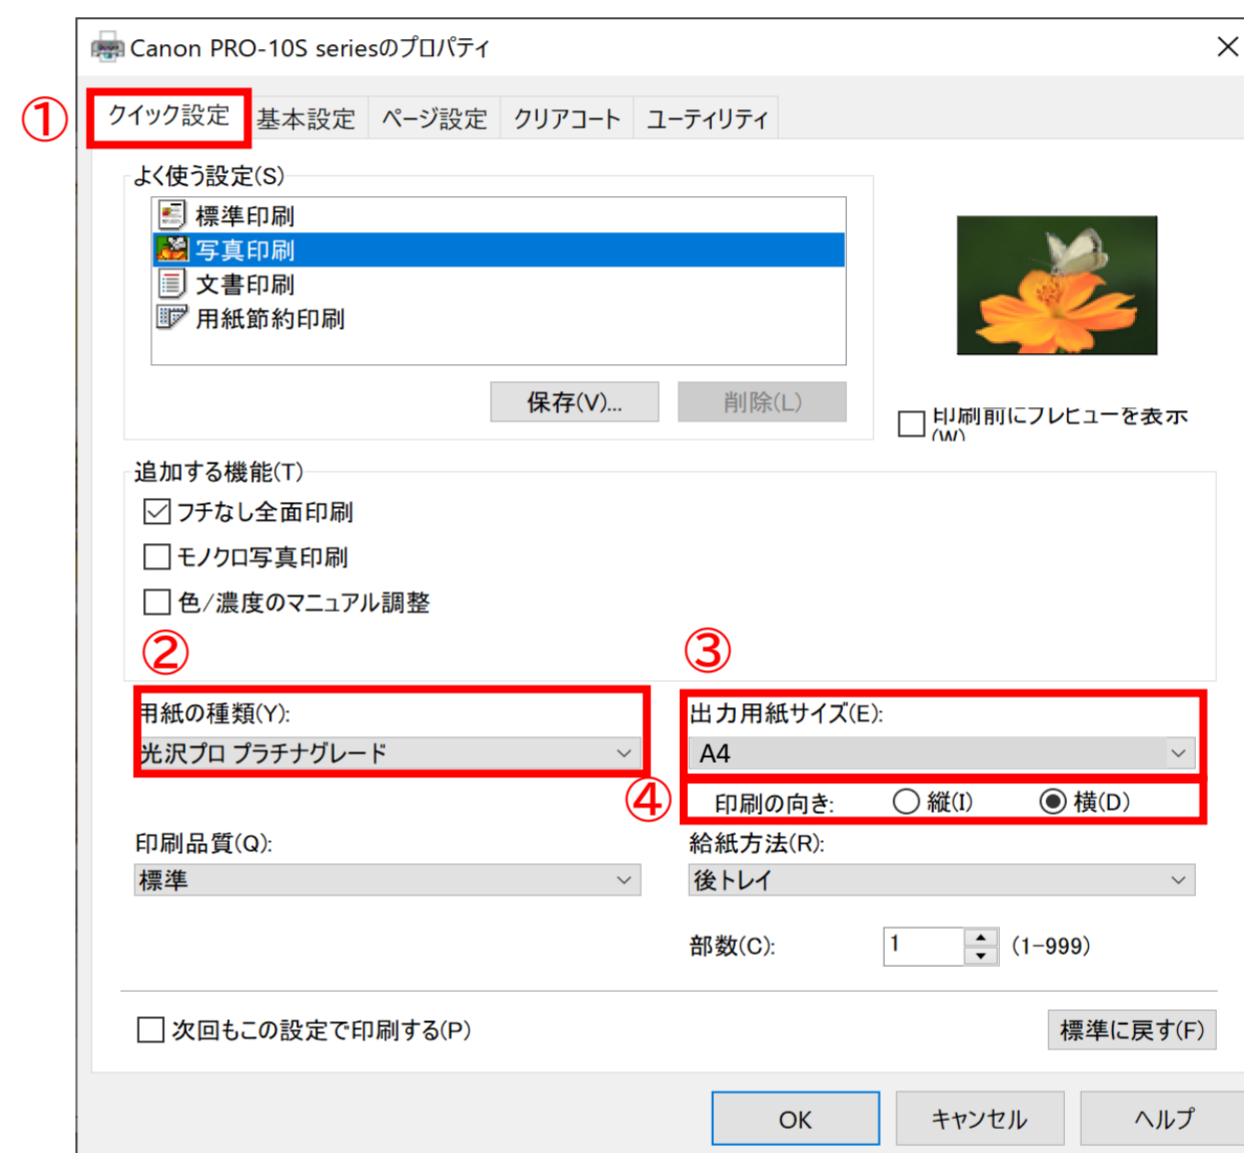 Canon PRO-10S seriesのプロパティ
①
クイック設定 基本設定 ページ設定 クリアコート ユーティリティ
よく使う設定(S)
標準印刷
写真印刷
文書印刷
用紙節約印刷
保存(V)... 削除(L)
印刷前にプレビューを表示
(W)
追加する機能(T)
フチなし全面印刷
モノクロ写真印刷
色/濃度のマニュアル調整
② ③
用紙の種類(Y): 出力用紙サイズ(E):
光沢プロ プラチナグレード A4
④ 印刷の向き: 縦(I) 横(D)
印刷品質(Q): 給紙方法(R):
標準 後トレイ
部数(C): 1 (1-999)
次回もこの設定で印刷する(P) 標準に戻す(F)
OK キャンセル ヘルプ